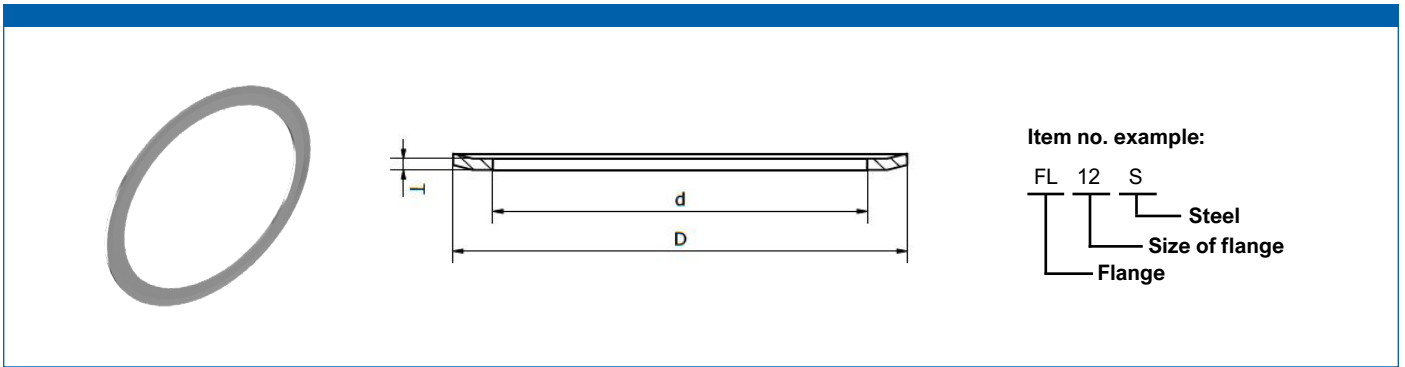 Item no. example:
FL 12 S
Steel
Size of flange
Flange
T
d
D